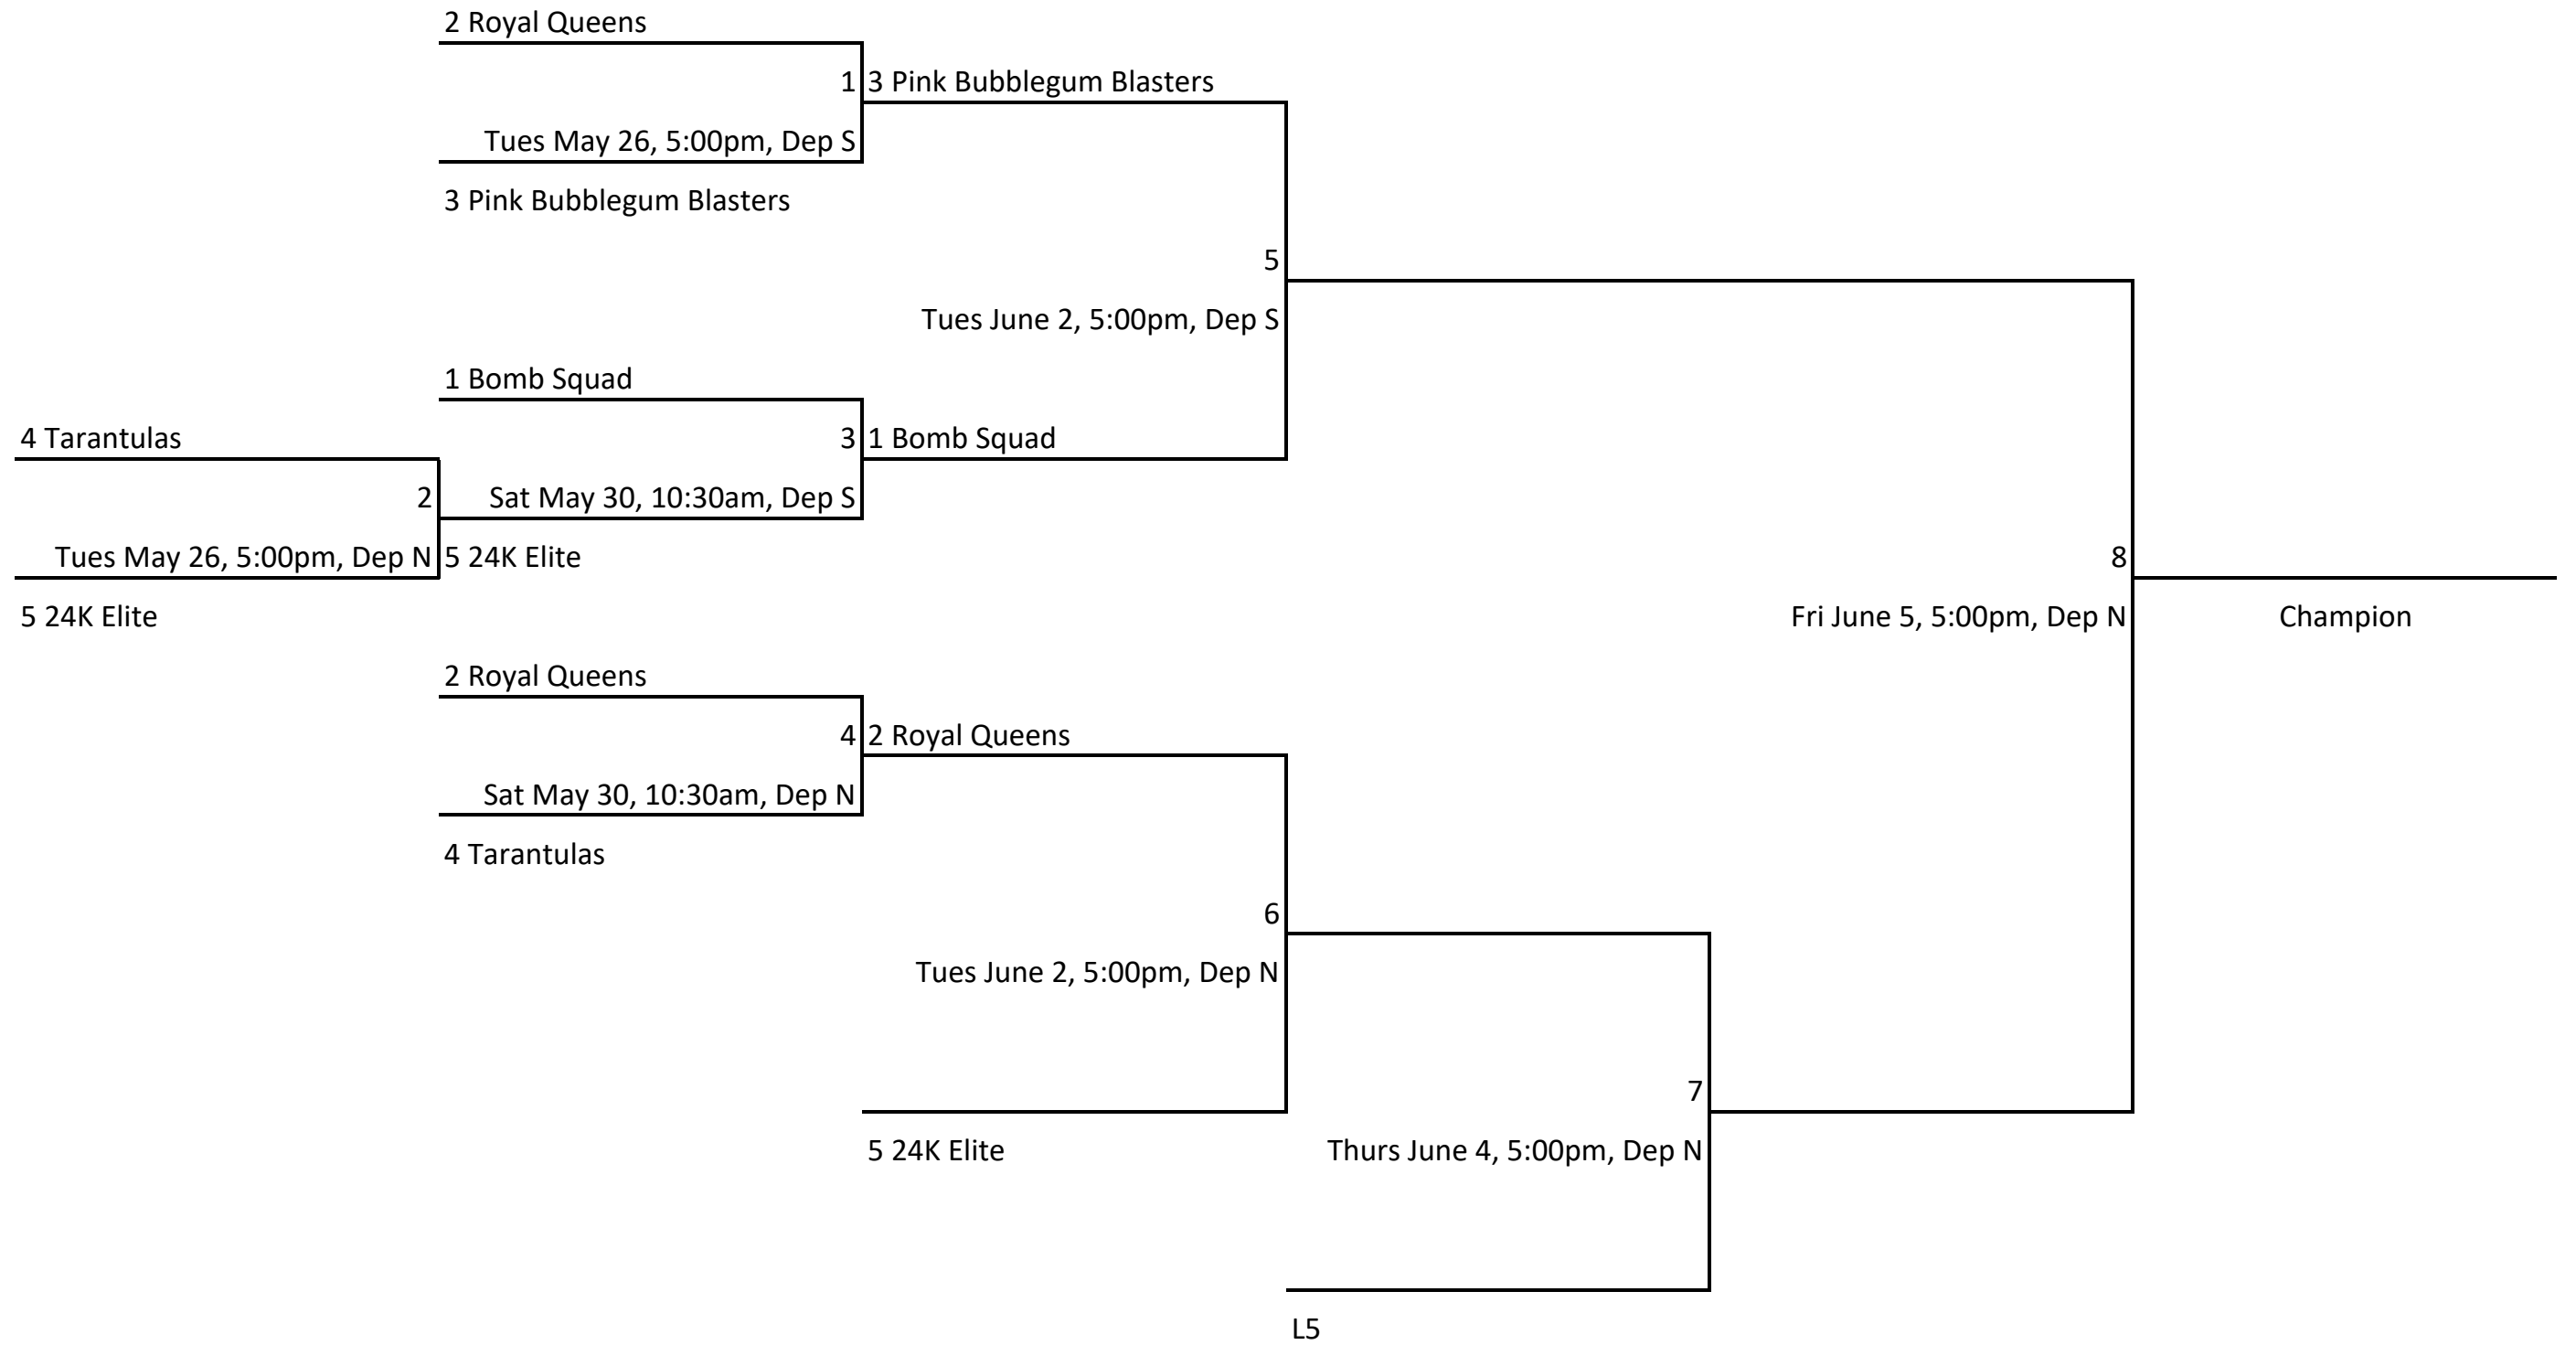 2 Royal Queens
1
3 Pink Bubblegum Blasters
Tues May 26, 5:00pm, Dep S
3 Pink Bubblegum Blasters
5
Tues June 2, 5:00pm, Dep S
1 Bomb Squad
4 Tarantulas
3
1 Bomb Squad
2
Sat May 30, 10:30am, Dep S
Tues May 26, 5:00pm, Dep N
5 24K Elite
8
5 24K Elite
Fri June 5, 5:00pm, Dep N
Champion
2 Royal Queens
4
2 Royal Queens
Sat May 30, 10:30am, Dep N
4 Tarantulas
6
Tues June 2, 5:00pm, Dep N
7
5 24K Elite
Thurs June 4, 5:00pm, Dep N
L5